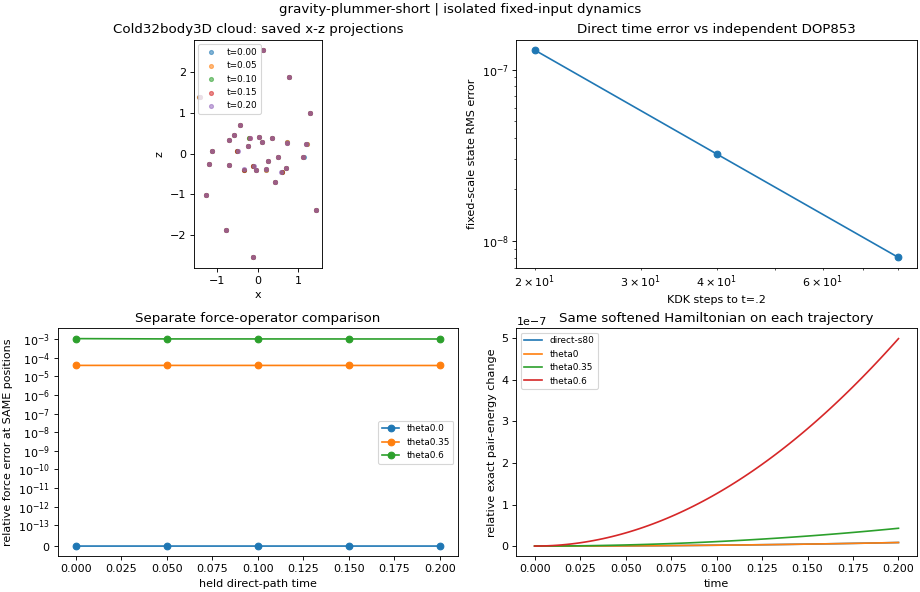 gravity-plummer-short | isolated fixed-input dynamics
Cold32body3D cloud: saved x-z projections
t=0.00
t=0.05
t=0.10
t=0.15
t=0.20
2
1
0
−1
−2
z
−1
0
1
x
Direct time error vs independent DOP853
10⁻⁷
10⁻⁸
fixed-scale state RMS error
2 × 10¹
3 × 10¹
4 × 10¹
6 × 10¹
KDK steps to t=.2
Separate force-operator comparison
10⁻³
10⁻⁴
10⁻⁵
10⁻⁶
10⁻⁷
10⁻⁸
10⁻⁹
10⁻¹⁰
10⁻¹¹
10⁻¹²
10⁻¹³
0
relative force error at SAME positions
theta0.0
theta0.35
theta0.6
0.000
0.025
0.050
0.075
0.100
0.125
0.150
0.175
0.200
held direct-path time
Same softened Hamiltonian on each trajectory
1e−7
direct-s80
theta0
theta0.35
theta0.6
5
4
3
2
1
0
relative exact pair-energy change
0.000
0.025
0.050
0.075
0.100
0.125
0.150
0.175
0.200
time